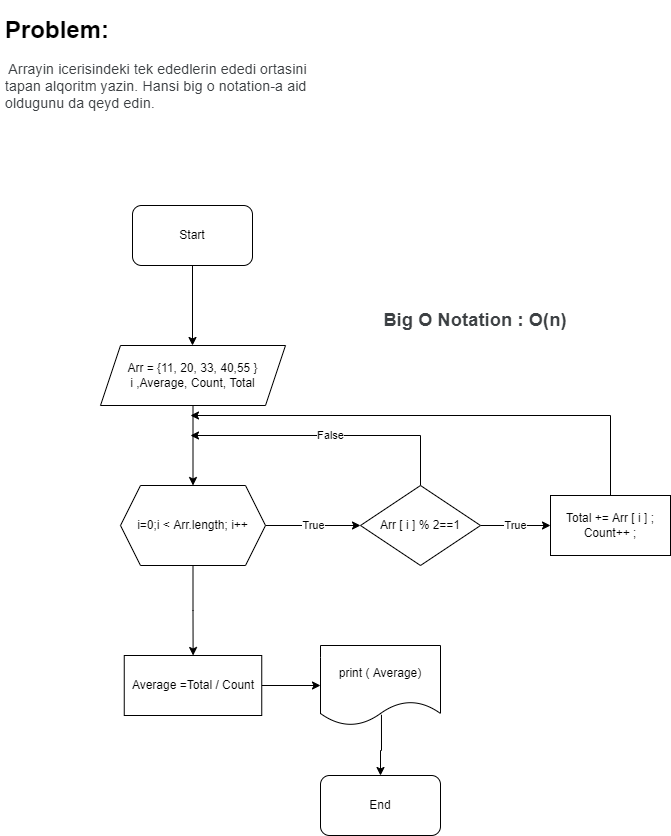 Problem:
Arrayin icerisindeki tek ededlerin ededi ortasini
tapan alqoritm yazin. Hansi big o notation-a aid
oldugunu da qeyd edin.
Start
Big O Notation : O(n)
Arr = {11, 20, 33, 40,55 }
i ,Average, Count, Total
False
i=0;i < Arr.length; i++
True
Arr [ i ] % 2==1
True
Total += Arr [ i ] ;
Count++ ;
Average =Total / Count
print ( Average)
End